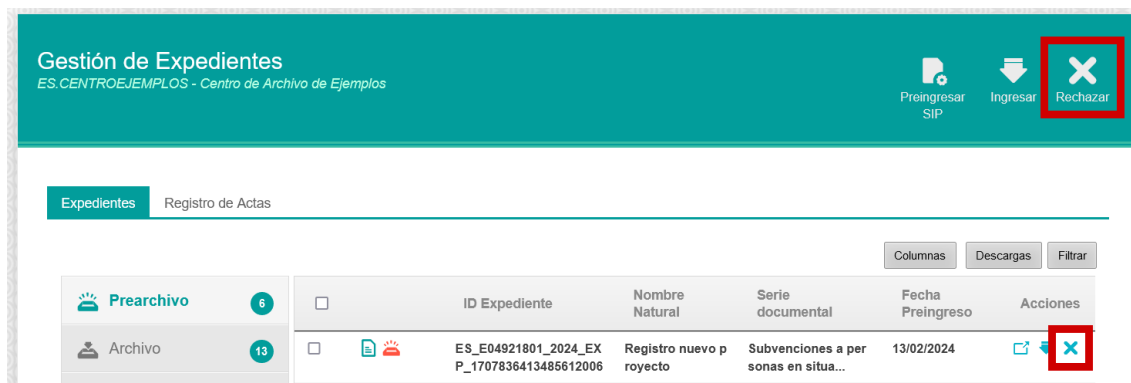 Gestión de Expedientes
ES.CENTROEJEMPLOS - Centro de Archivo de Ejemplos
Preingresar
SIP
Ingresar
Rechazar
Expedientes
Registro de Actas
Columnas
Descargas
Filtrar
Prearchivo
6
ID Expediente
Nombre
Natural
Serie
documental
Fecha
Preingreso
Acciones
Archivo
13
ES_E04921801_2024_EX
P_1707836413485612006
Registro nuevo p
royecto
Subvenciones a per
sonas en situa...
13/02/2024